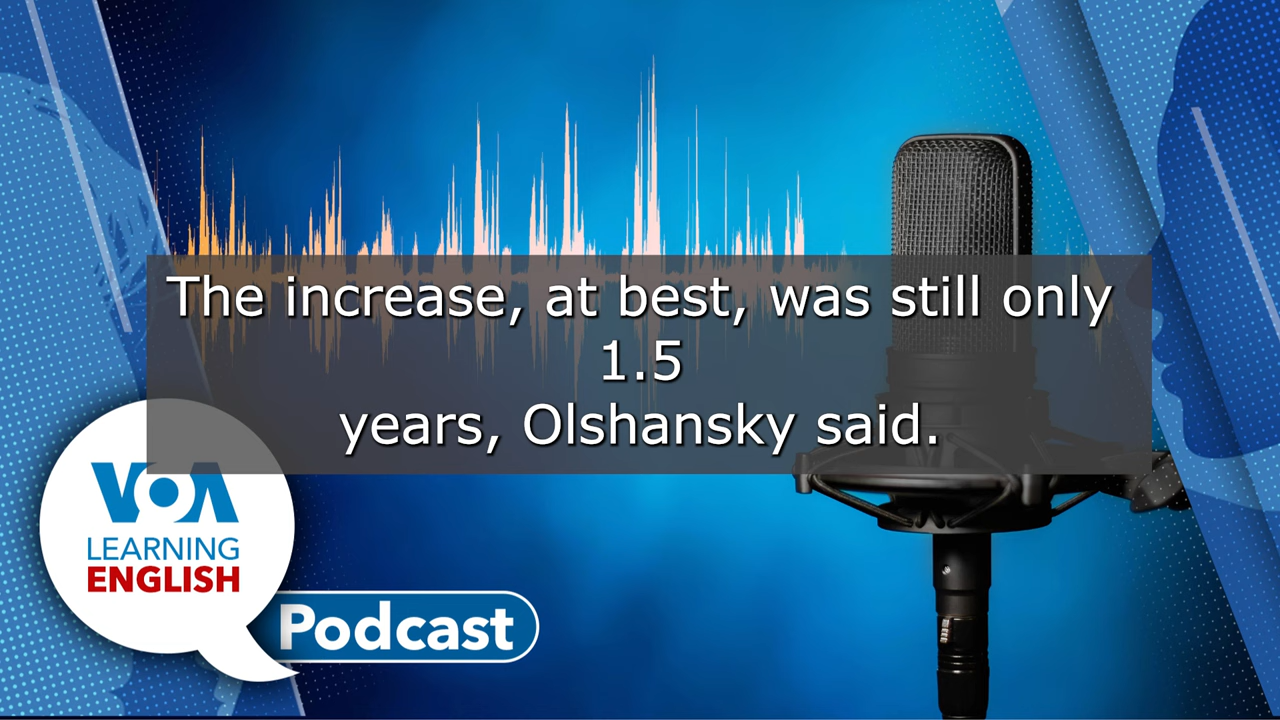 The increase, at best, was still only
1.5
years, Olshansky said.
VOA
LEARNING
ENGLISH
Podcast